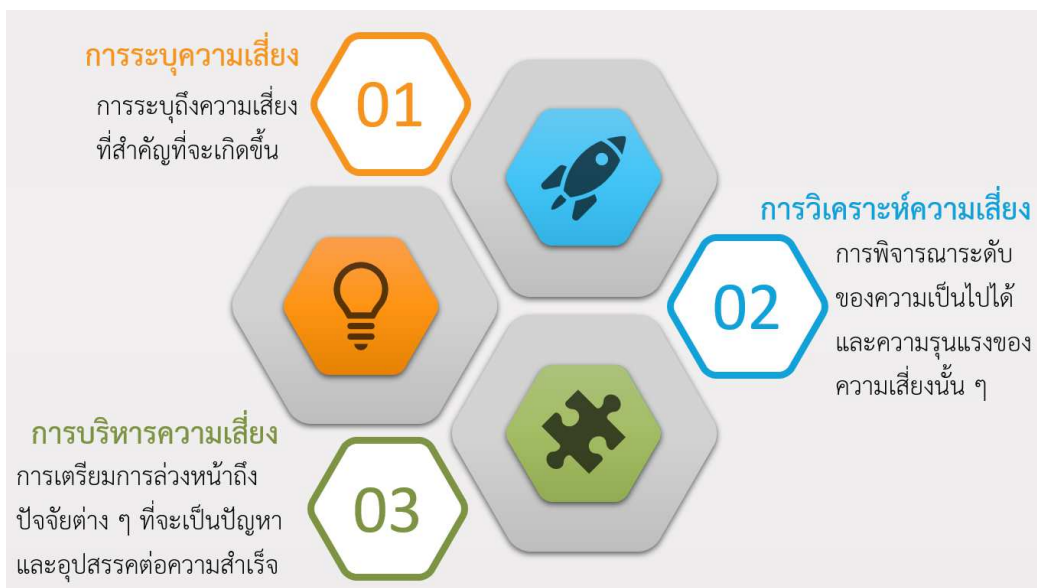 การระบุความเสี่ยง
การระบุถึงความเสี่ยง
ที่สำคัญที่จะเกิดขึ้น
01
การวิเคราะห์ความเสี่ยง
02
การพิจารณาระดับ
ของความเป็นไปได้
และความรุนแรงของ
ความเสี่ยงนั้น ๆ
การบริหารความเสี่ยง
การเตรียมการล่วงหน้าถึง
ปัจจัยต่าง ๆ ที่จะเป็นปัญหา
และอุปสรรคต่อความสำเร็จ
03